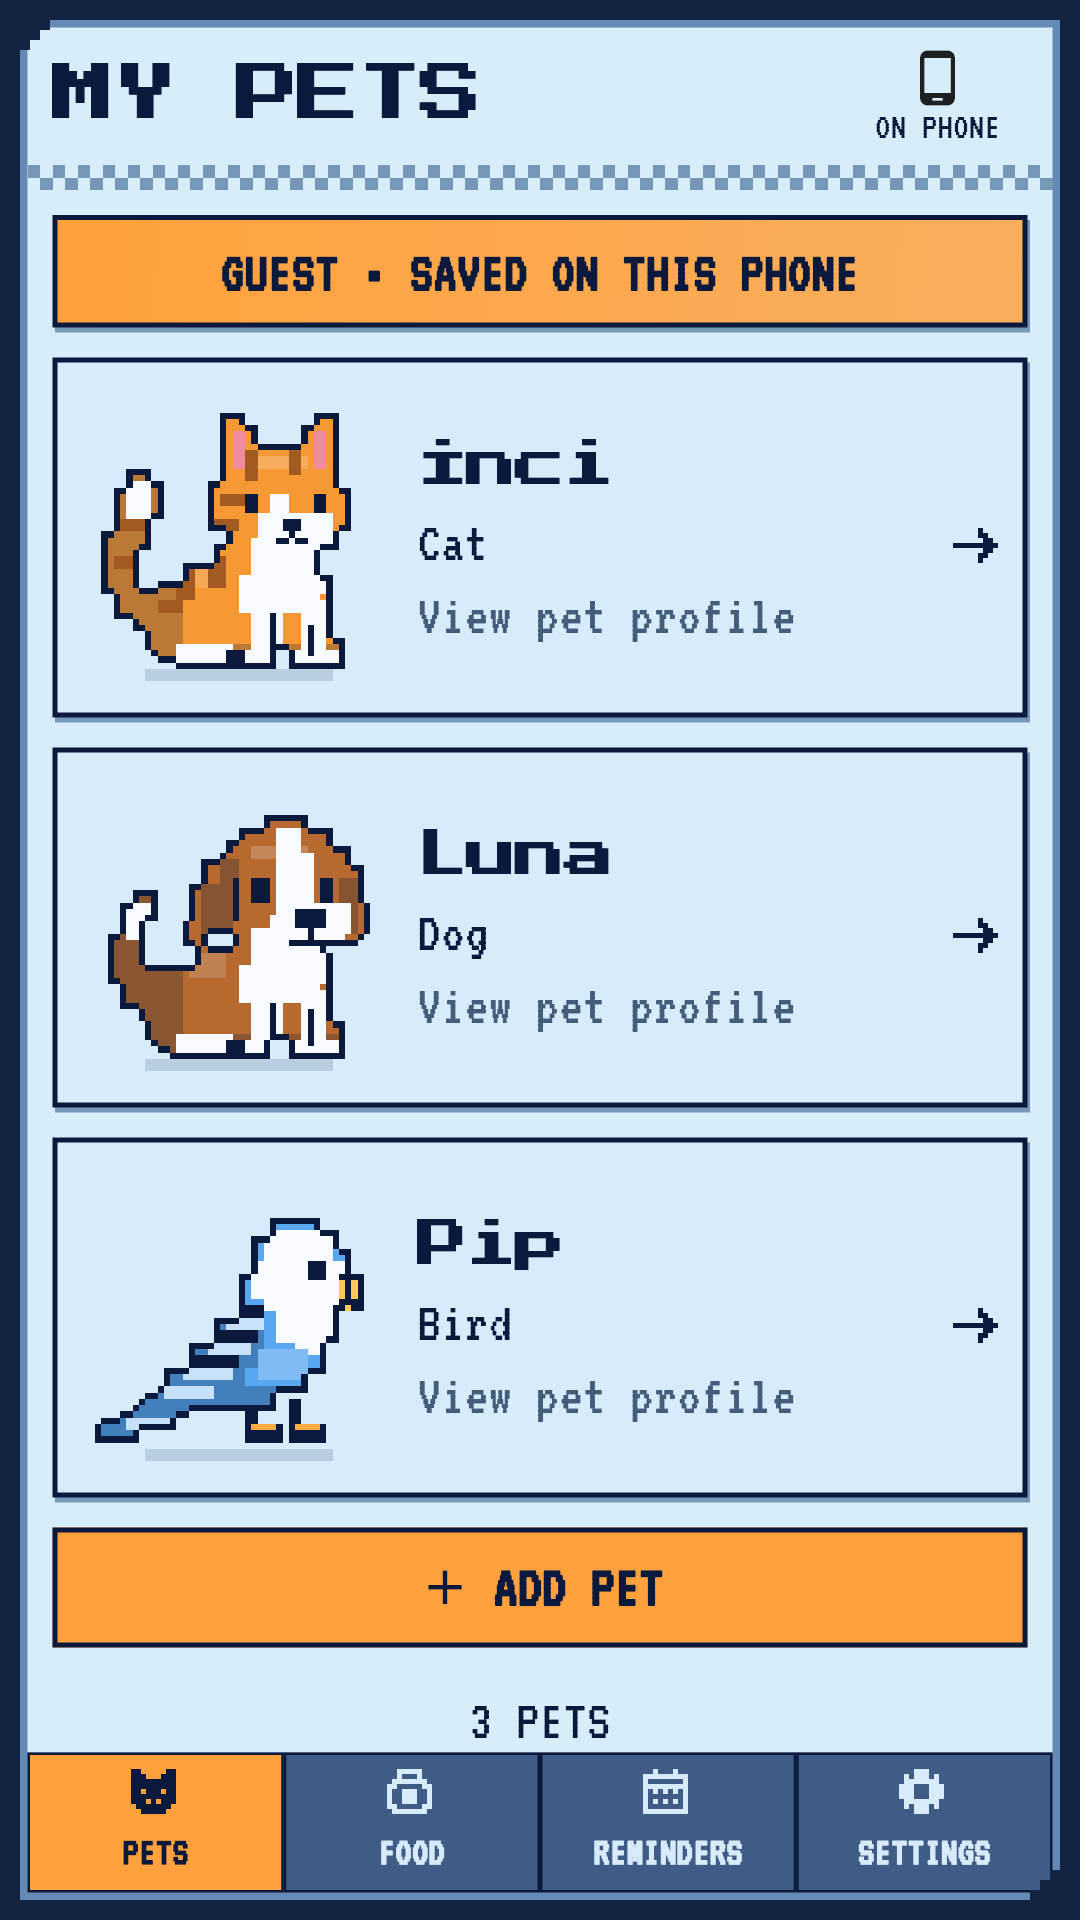 MY PETS
ON PHONE
GUEST · SAVED ON THIS PHONE
inci
Cat
View pet profile
Luna
Dog
View pet profile
Pip
Bird
View pet profile
+ ADD PET
3 PETS
PETS
FOOD
REMINDERS
SETTINGS